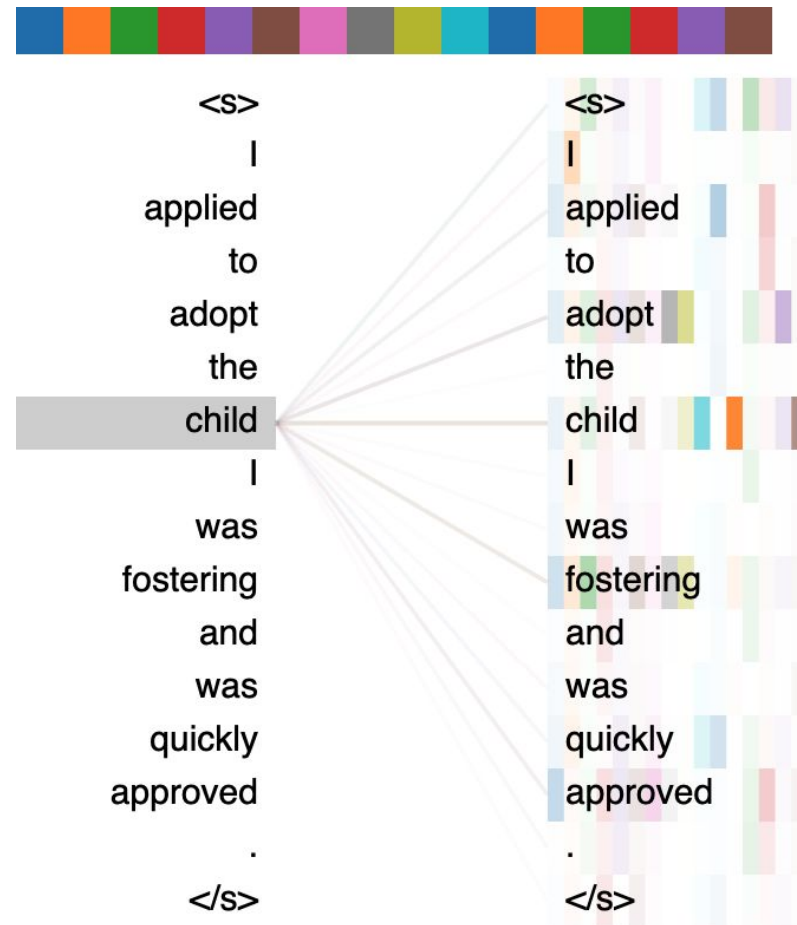 <s> <s>
I I
applied applied
to to
adopt adopt
the the
child child
I I
was was
fostering fostering
and and
was was
quickly quickly
approved approved
. .
</s> </s>